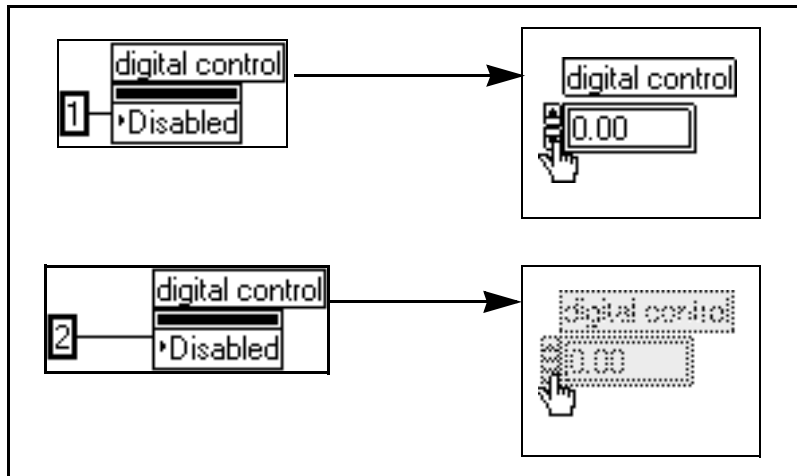 digital control
1
Disabled
digital control
0.00
digital control
2
Disabled
digital control
0.00